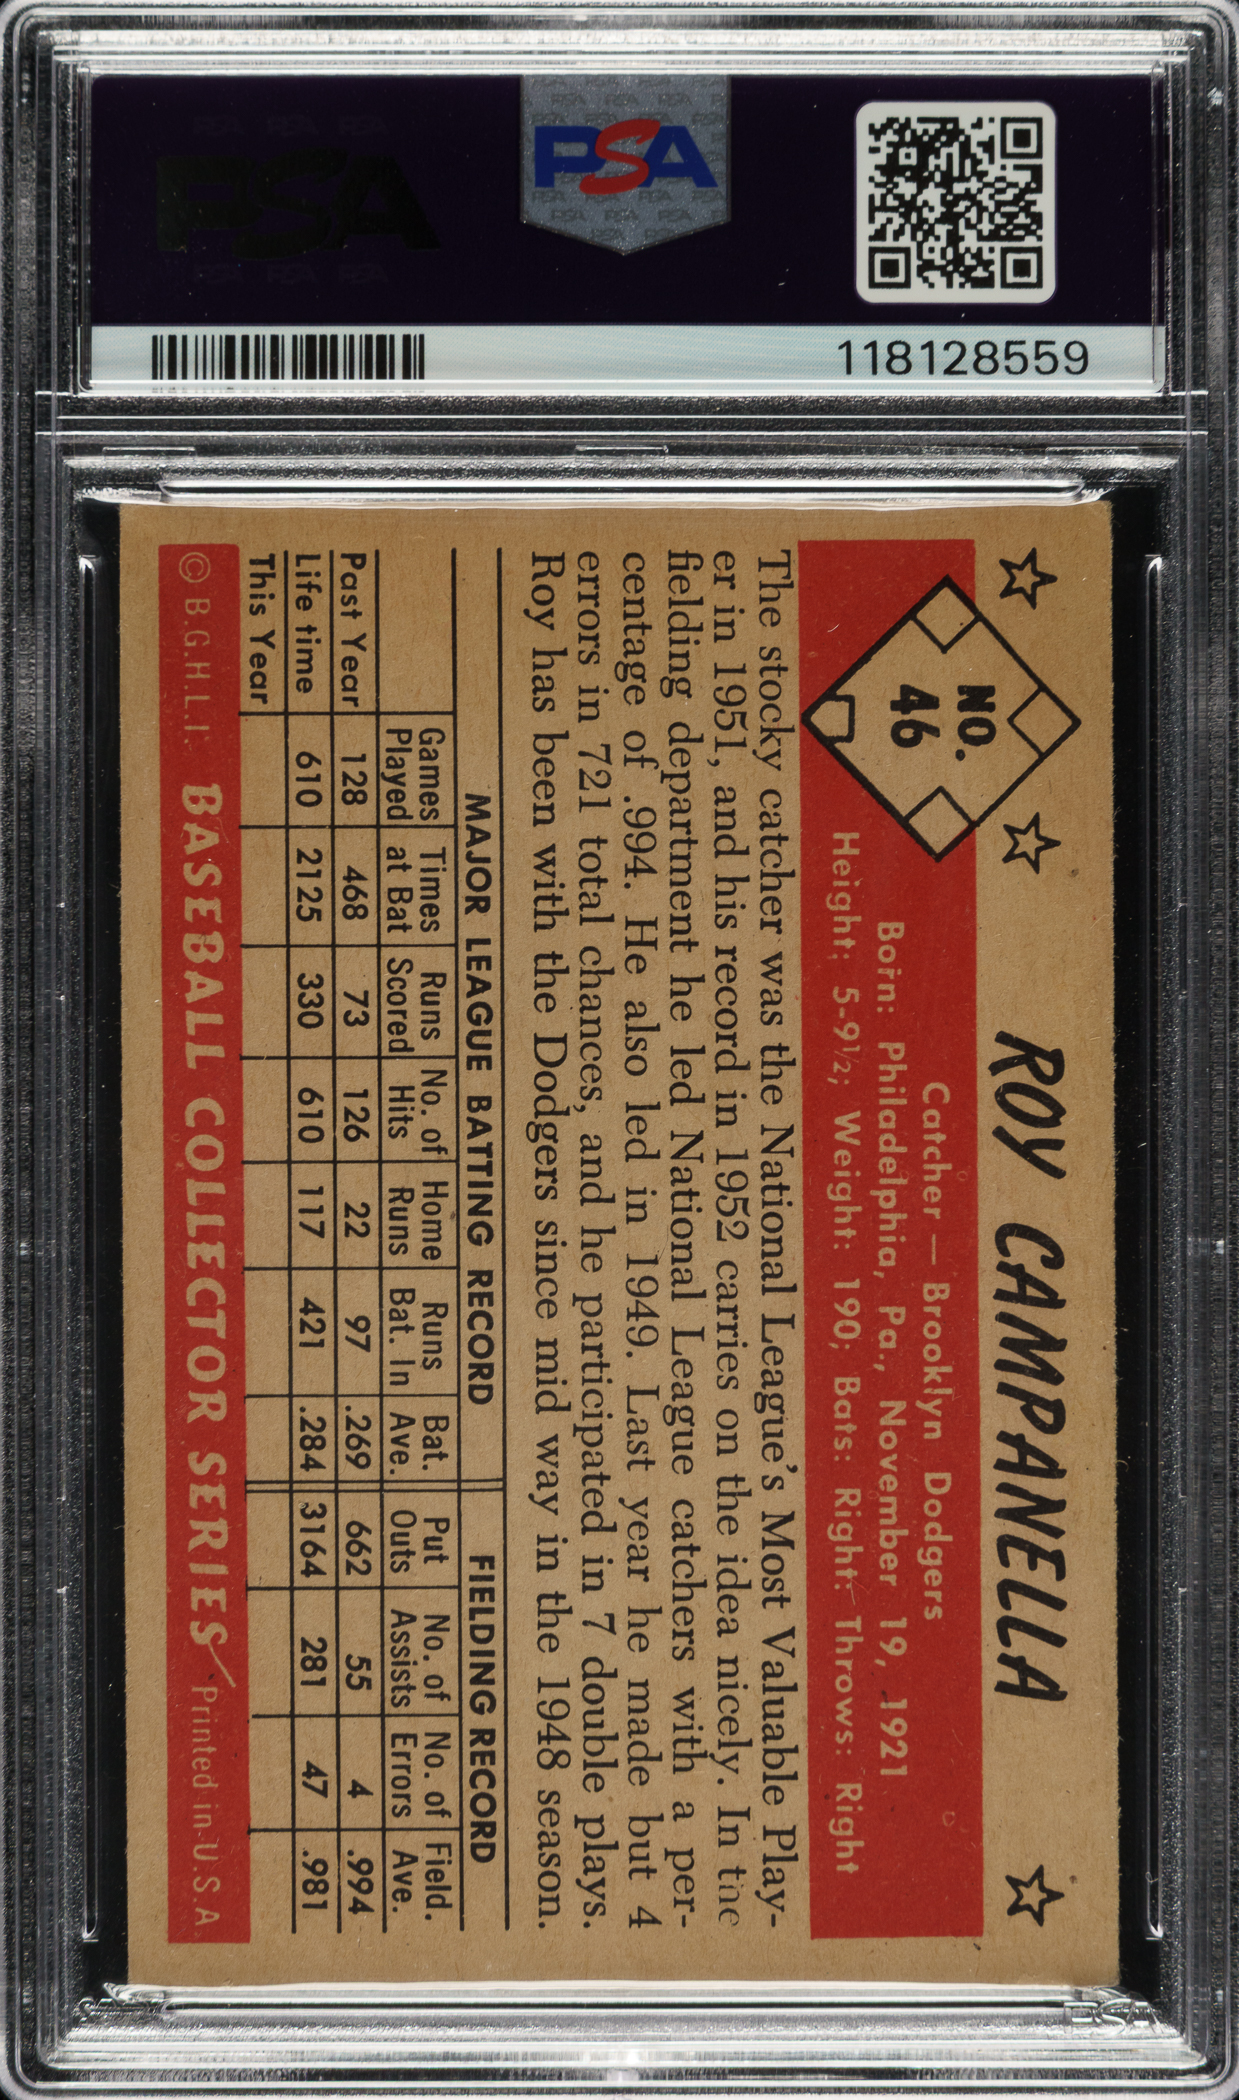 PSA
118128559
NO.
46
ROY CAMPANELLA
Catcher — Brooklyn Dodgers
Born: Philadelphia, Pa., November 19, 1921
Height: 5-9½; Weight: 190; Bats: Right: Throws: Right
The stocky catcher was the National League's Most Valuable Play-
er in 1951, and his record in 1952 carries on the idea nicely. In the
fielding department he led National League catchers with a per-
centage of .994. He also led in 1949. Last year he made but 4
errors in 721 total chances, and he participated in 7 double plays.
Roy has been with the Dodgers since mid way in the 1948 season.
MAJOR LEAGUE BATTING RECORD FIELDING RECORD
Games Times Runs No. of Home Runs Bat. Put No. of No. of Field.
Played at Bat Scored Hits Runs Bat. In Ave. Outs Assists Errors Ave.
Past Year 128 468 73 126 22 97 .269 662 55 4 .994
Life time 610 2125 330 610 117 421 .284 3164 281 47 .981
This Year
© B.G.H.L.I. BASEBALL COLLECTOR SERIES Printed in U.S.A
PSA